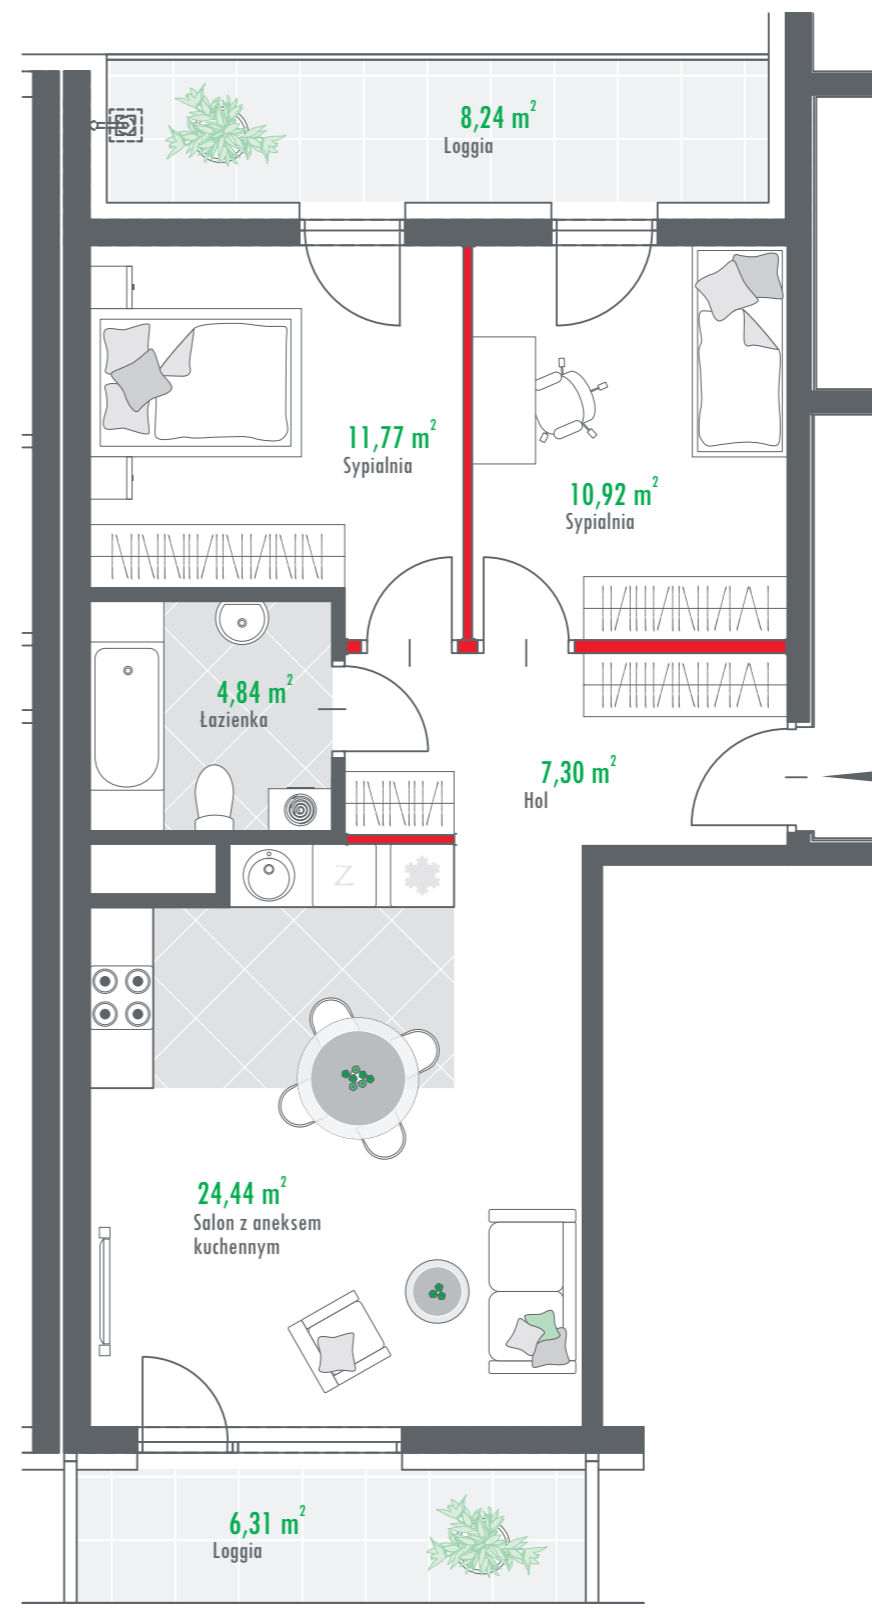 8,24 m²
Loggia
11,77 m²
Sypialnia
10,92 m²
Sypialnia
4,84 m²
Łazienka
7,30 m²
Hol
Z
24,44 m²
Salon z aneksem
kuchennym
6,31 m²
Loggia